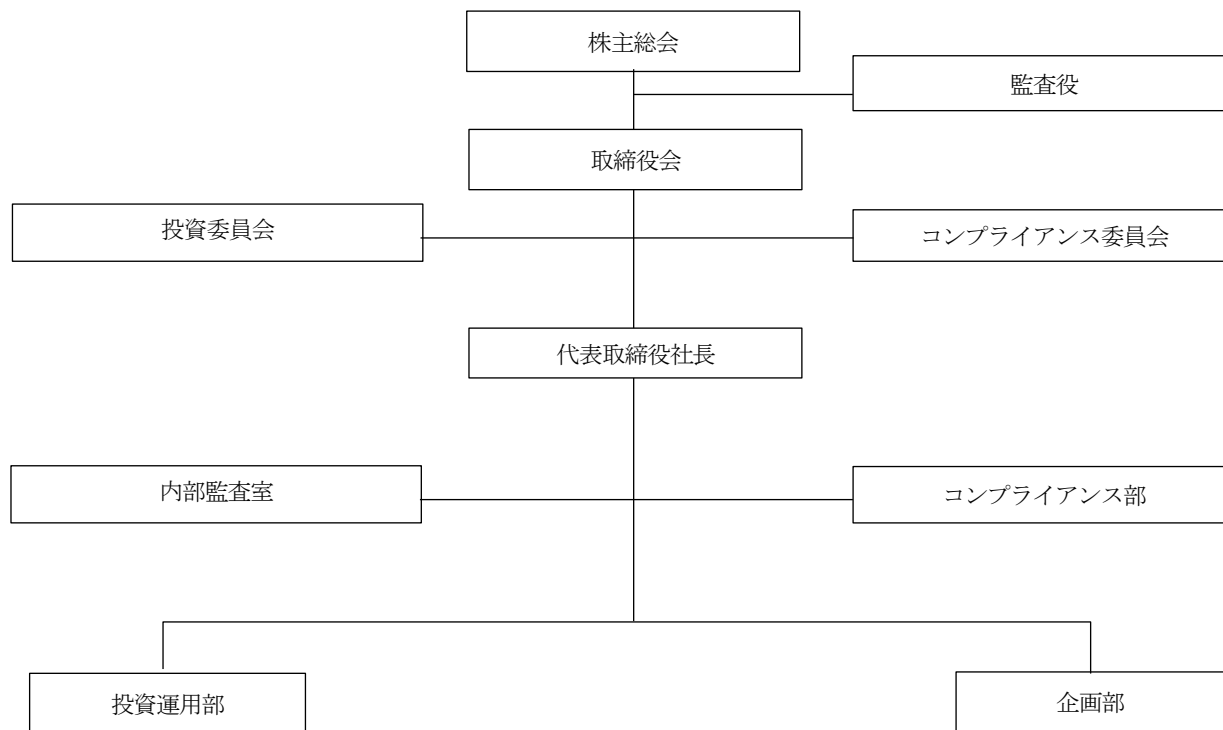 株主総会
監査役
取締役会
投資委員会
コンプライアンス委員会
代表取締役社長
内部監査室
コンプライアンス部
投資運用部
企画部